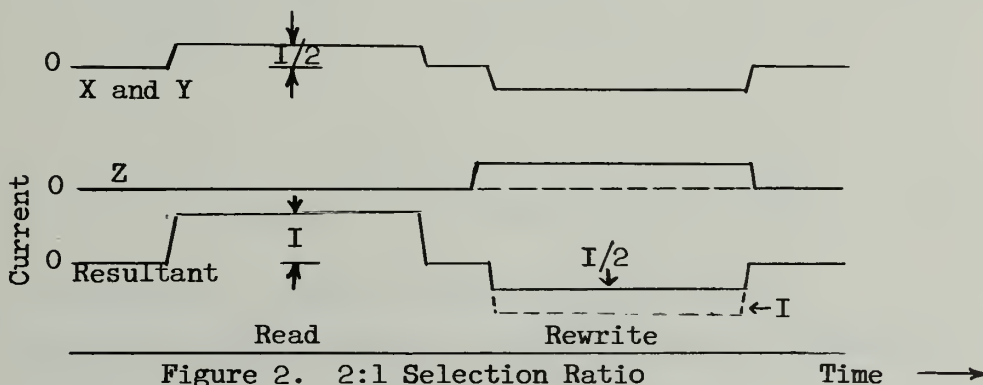 I/2
0
X and Y
Z
0
Current
I
0
Resultant
I/2
←I
Read Rewrite
Figure 2. 2:1 Selection Ratio Time →